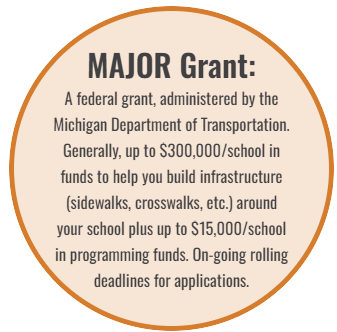 MAJOR Grant:
A federal grant, administered by the
Michigan Department of Transportation.
Generally, up to $300,000/school in
funds to help you build infrastructure
(sidewalks, crosswalks, etc.) around
your school plus up to $15,000/school
in programming funds. On-going rolling
deadlines for applications.